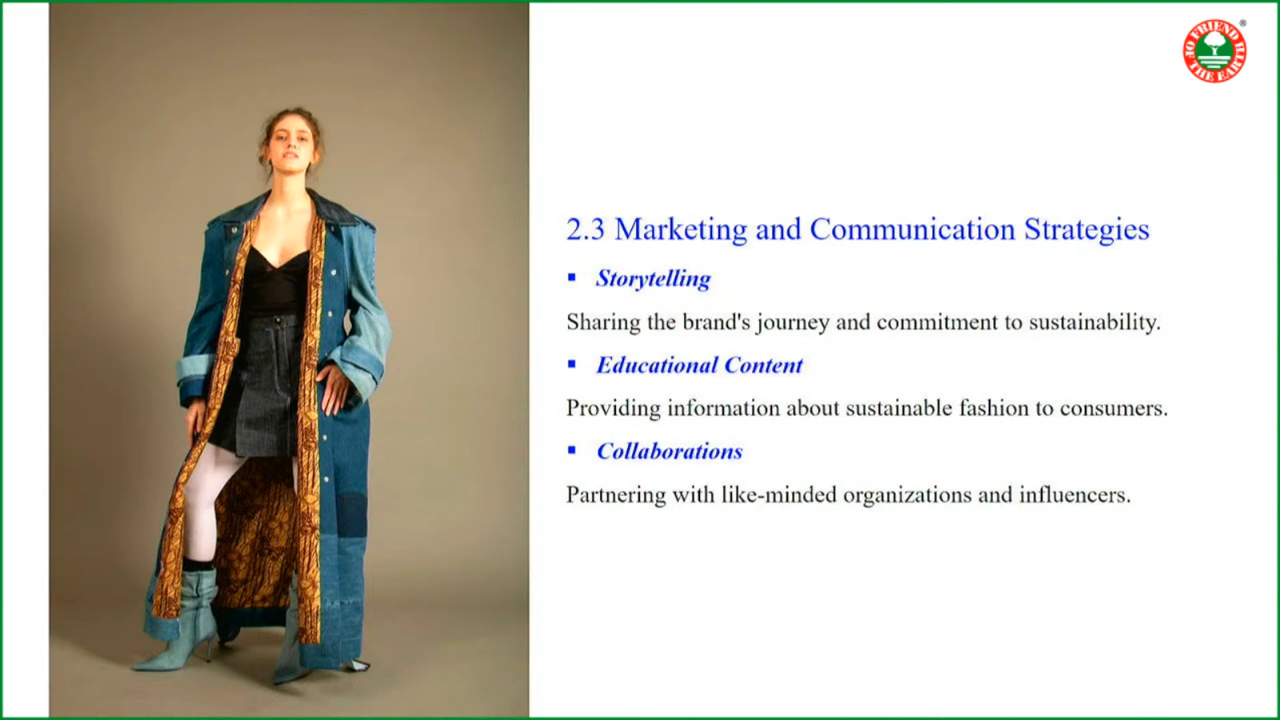 2.3 Marketing and Communication Strategies
▪ Storytelling
Sharing the brand's journey and commitment to sustainability.
▪ Educational Content
Providing information about sustainable fashion to consumers.
▪ Collaborations
Partnering with like-minded organizations and influencers.